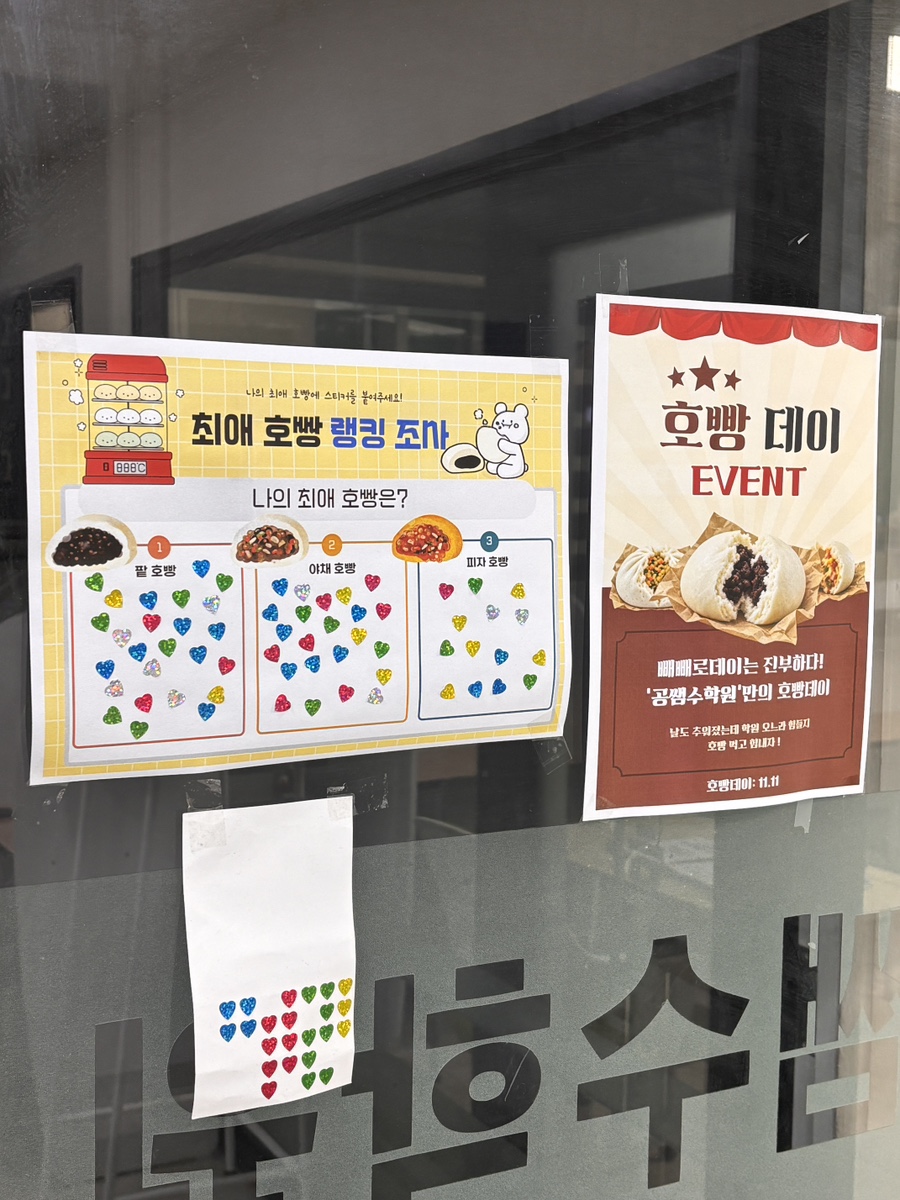 나의 최애 호빵에 스티커를 붙여주세요!
최애 호빵 랭킹 조사
나의 최애 호빵은?
1
팥 호빵
2
야채 호빵
3
피자 호빵
호빵 데이
EVENT
빼빼로데이는 진부하다!
'공쌤수학원'만의 호빵데이
날도 추워졌는데 학원 오느라 힘들지
호빵 먹고 힘내자!
호빵데이: 11.11
쌤수학원